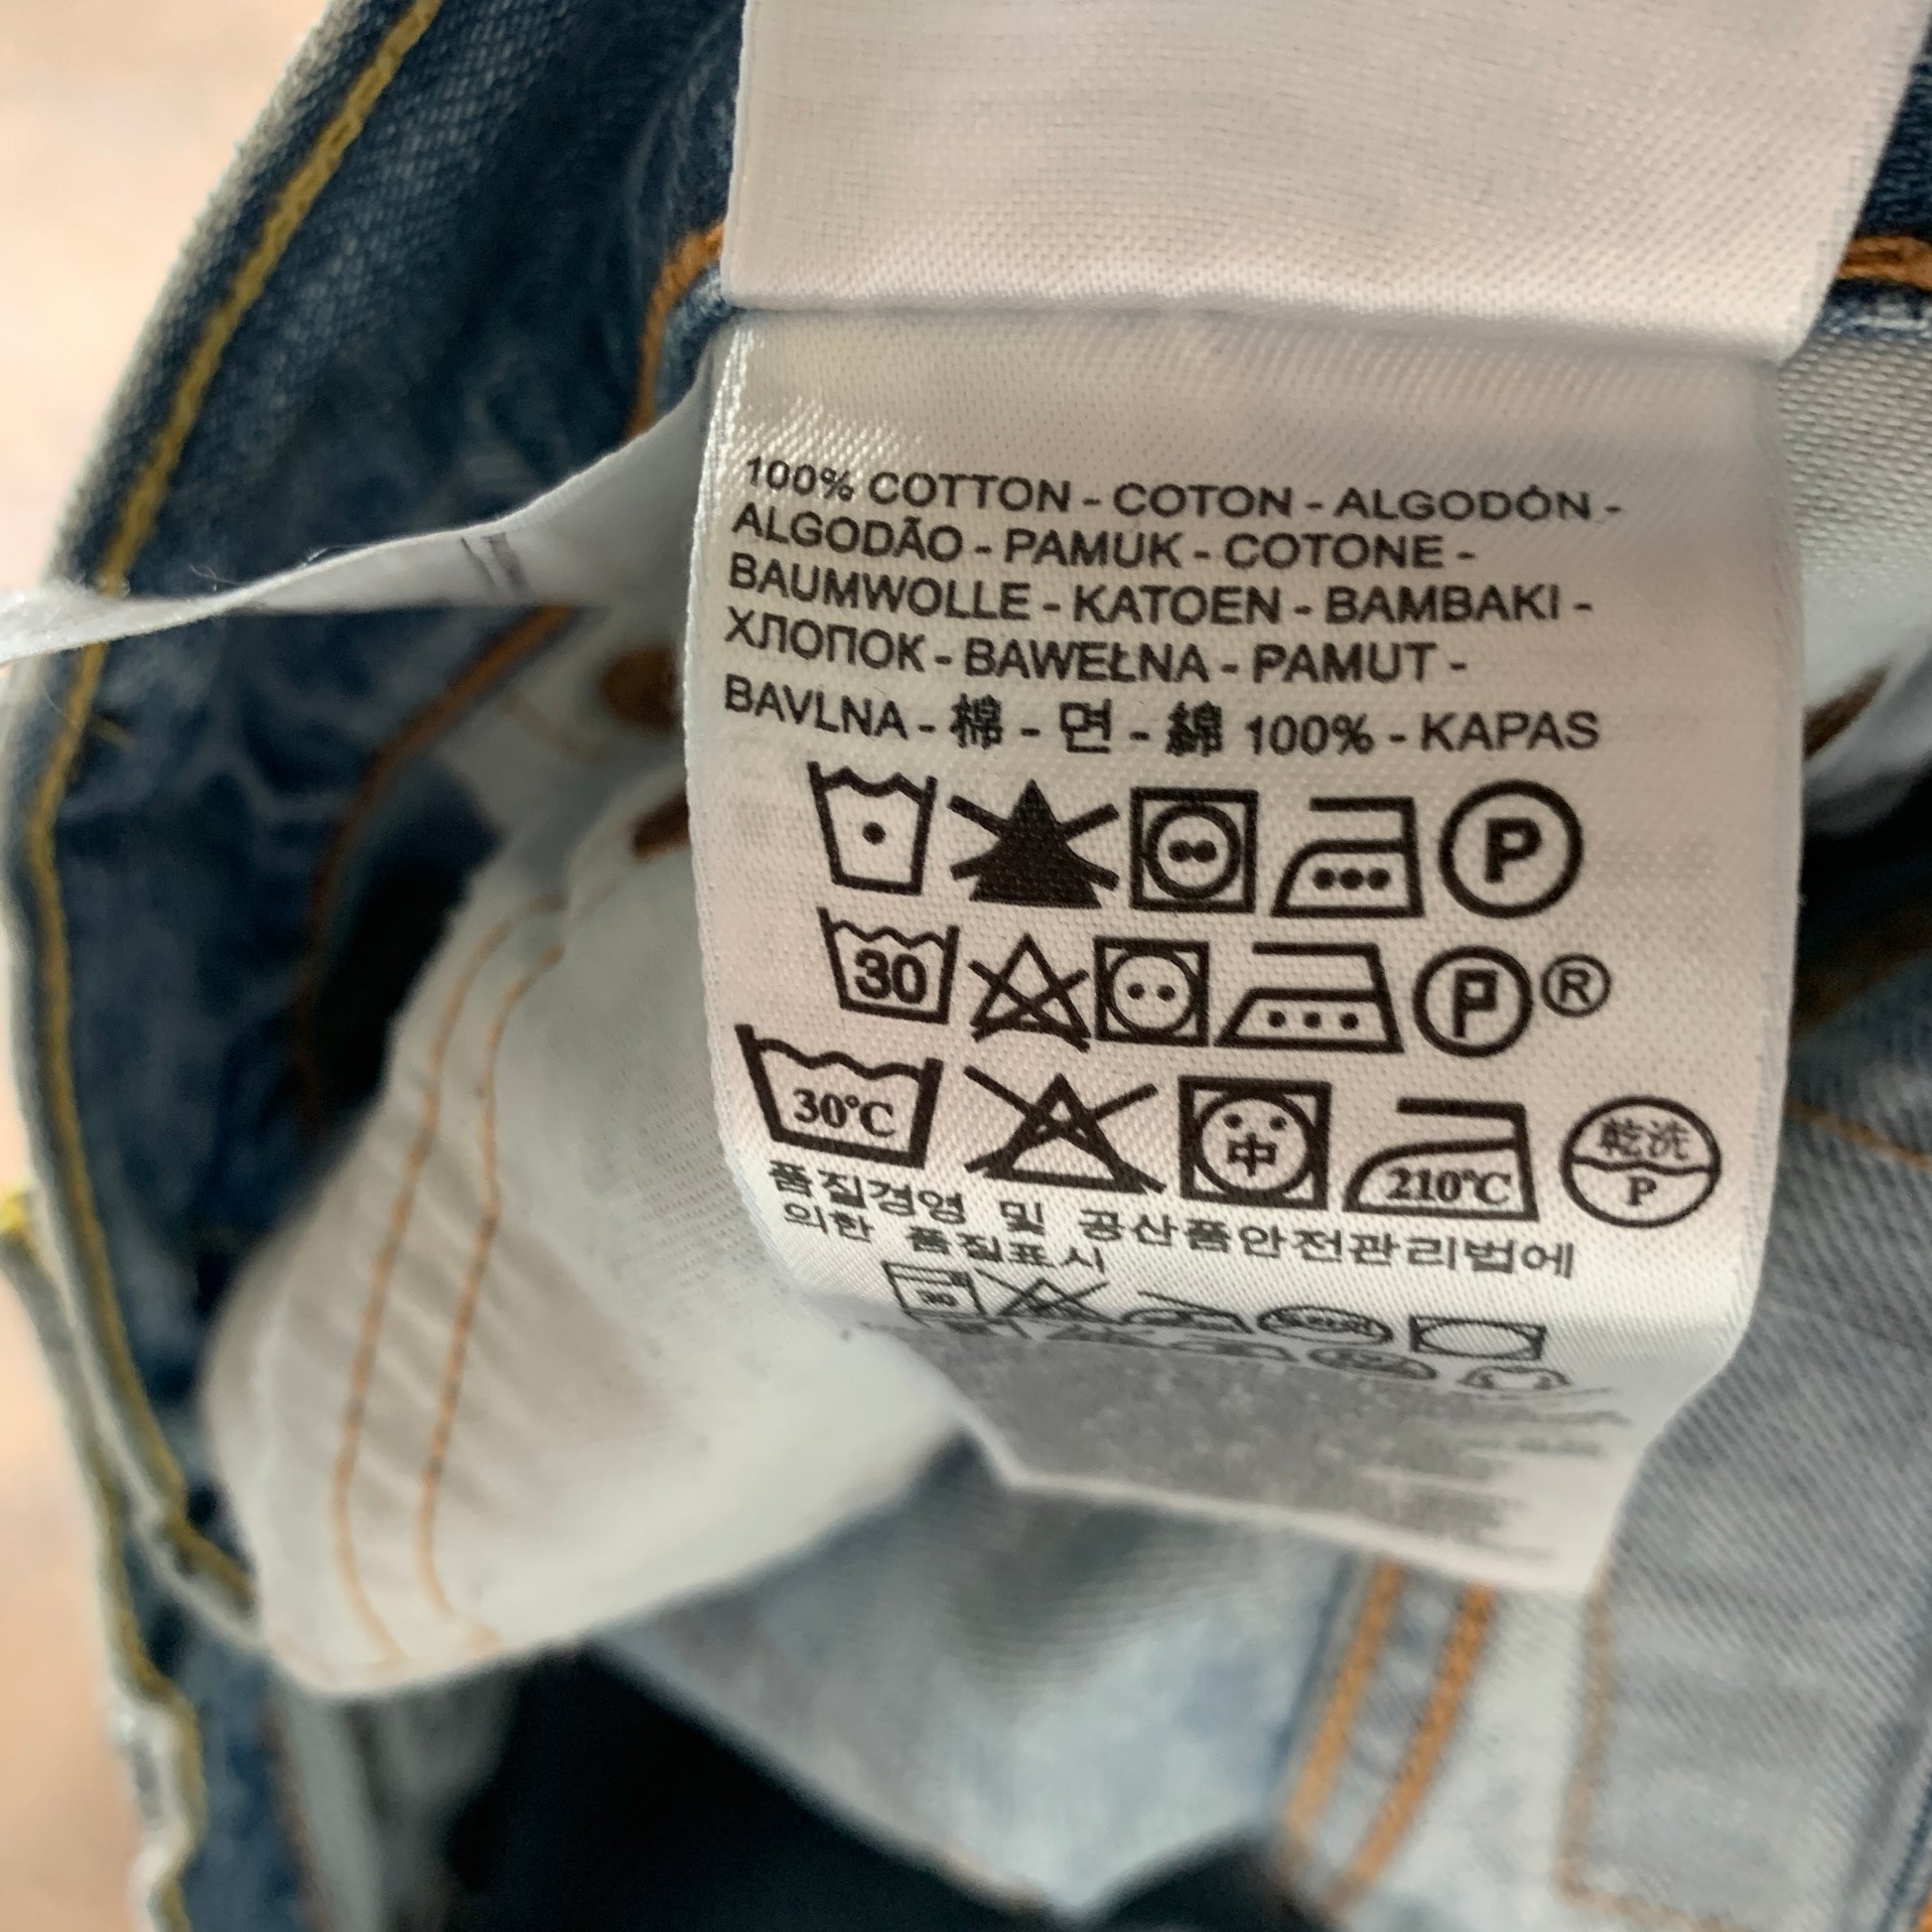 100% COTTON - COTON - ALGODÓN -
ALGODÃO - PAMUK - COTONE -
BAUMWOLLE - KATOEN - BAMBAKI -
ХЛОПОК - BAWEŁNA - PAMUT -
BAVLNA - 棉 - 면 - 綿 100% - KAPAS
P
30 P ®
30°C 中 210°C 乾洗 P
품질경영 및 공산품안전관리법에
의한 품질표시